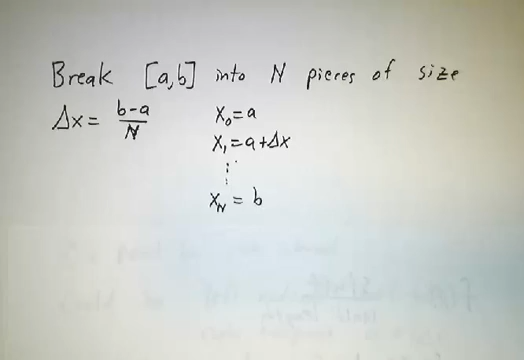 Break [a,b] into N pieces of size
Δx = (b-a)/N
x₀ = a
x₁ = a + Δx
⋮
x_N = b